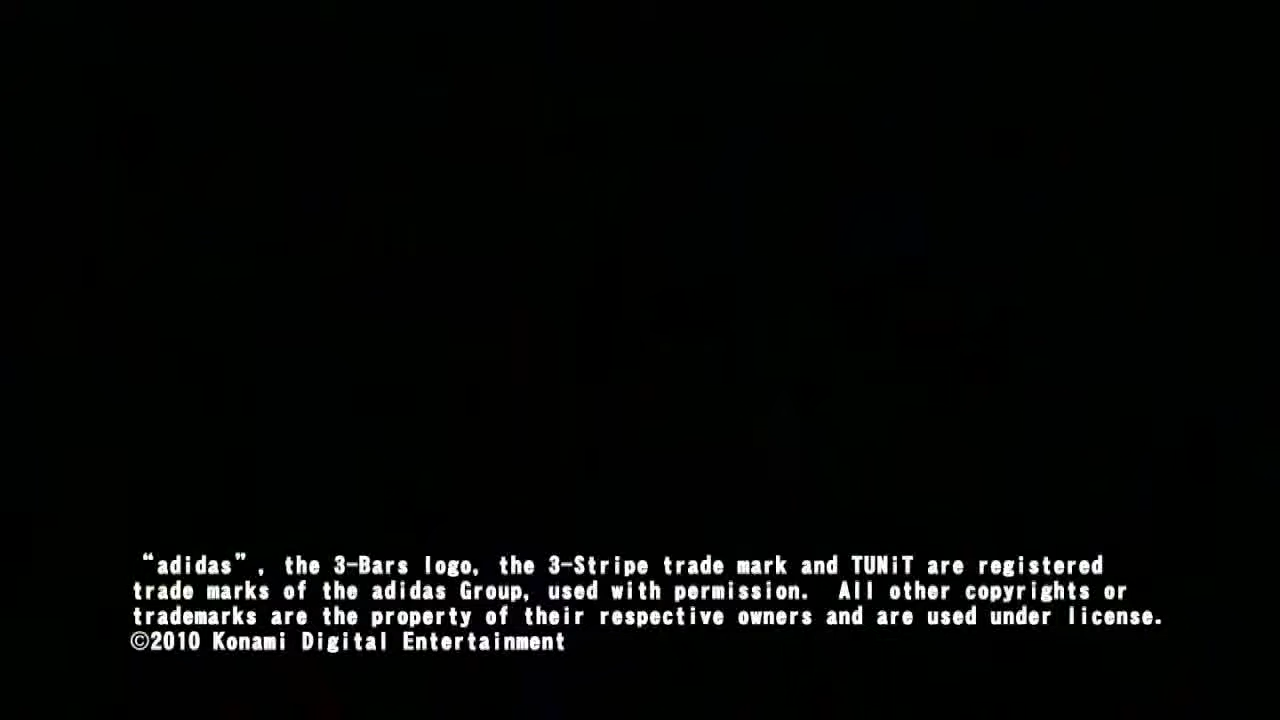 “adidas”, the 3-Bars logo, the 3-Stripe trade mark and TUNiT are registered
trade marks of the adidas Group, used with permission. All other copyrights or
trademarks are the property of their respective owners and are used under license.
©2010 Konami Digital Entertainment